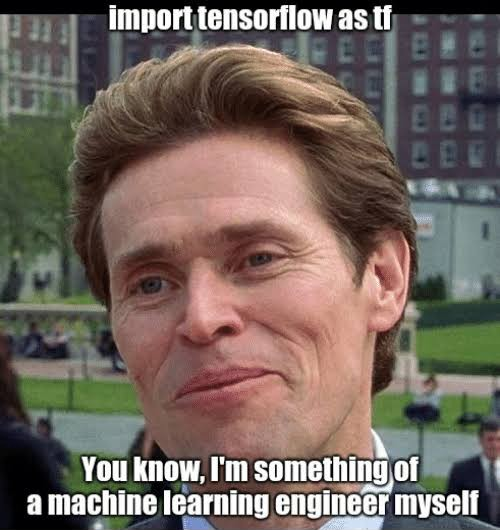 import tensorflow as tf
You know, I'm something of
a machine learning engineer myself